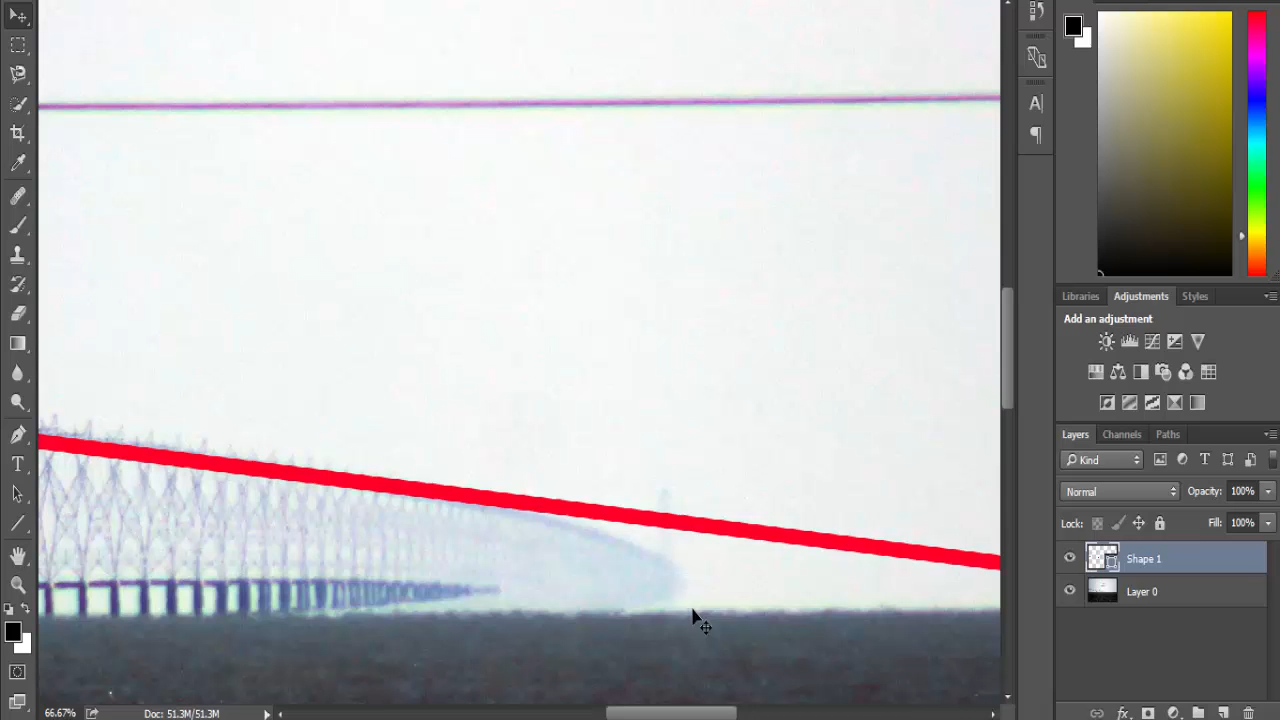 A|
Libraries Adjustments Styles
Add an adjustment
Layers Channels Paths
Kind
Normal Opacity: 100%
Lock: Fill: 100%
Shape 1
Layer 0
T
66.67% Doc: 51.3M/51.3M
fx